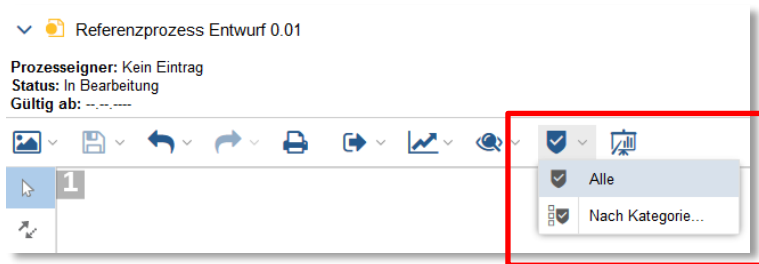 Referenzprozess Entwurf 0.01
Prozesseigner: Kein Eintrag
Status: In Bearbeitung
Gültig ab: --.--.----
1
Alle
Nach Kategorie...